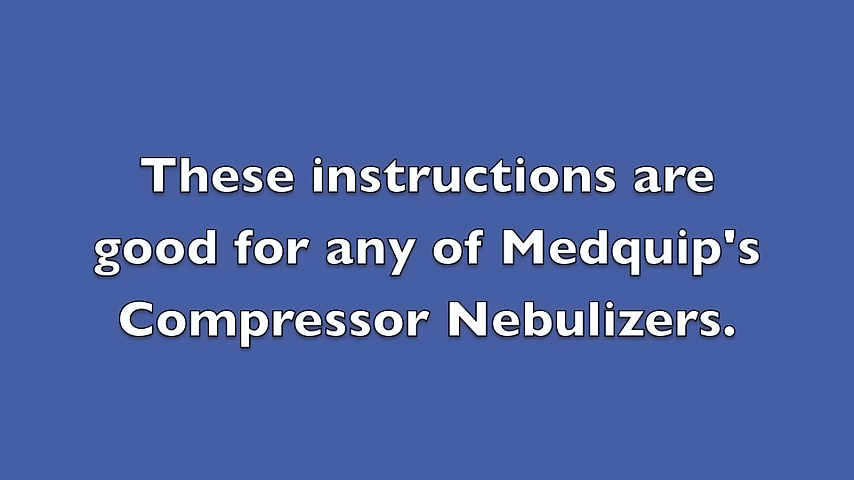 These instructions are
good for any of Medquip's
Compressor Nebulizers.